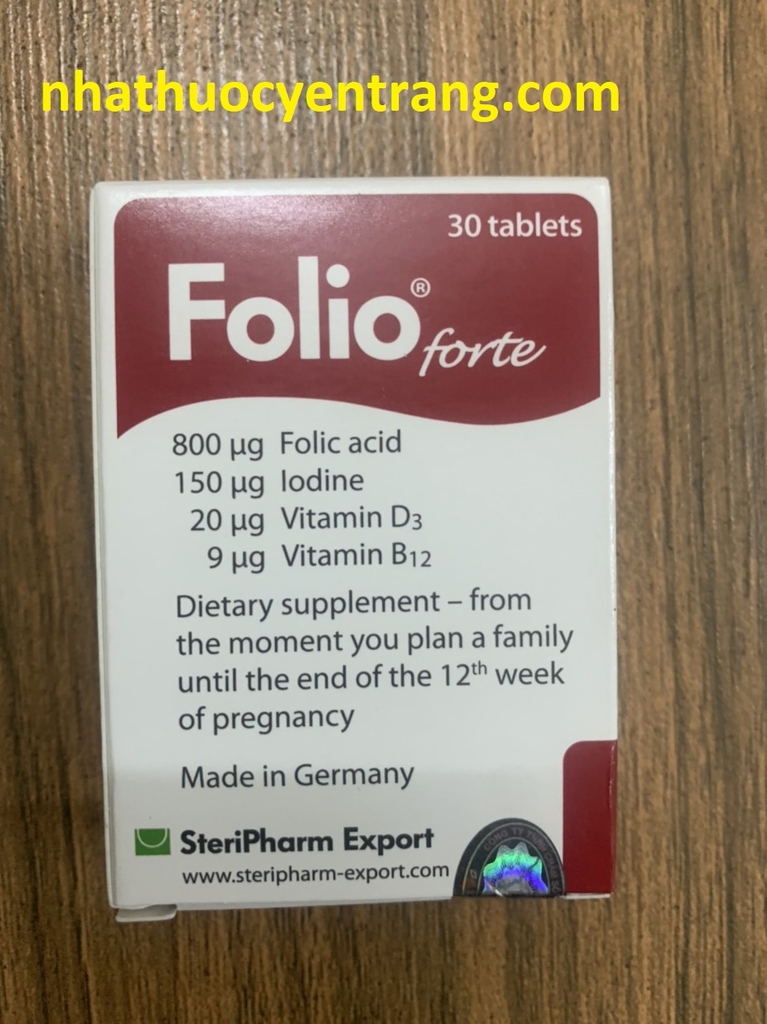 nhathuocyentrang.com
30 tablets
Folio®
forte
800 µg Folic acid
150 µg Iodine
20 µg Vitamin D3
9 µg Vitamin B12
Dietary supplement – from
the moment you plan a family
until the end of the 12th week
of pregnancy
Made in Germany
SteriPharm Export
www.steripharm-export.com
CÔNG TY